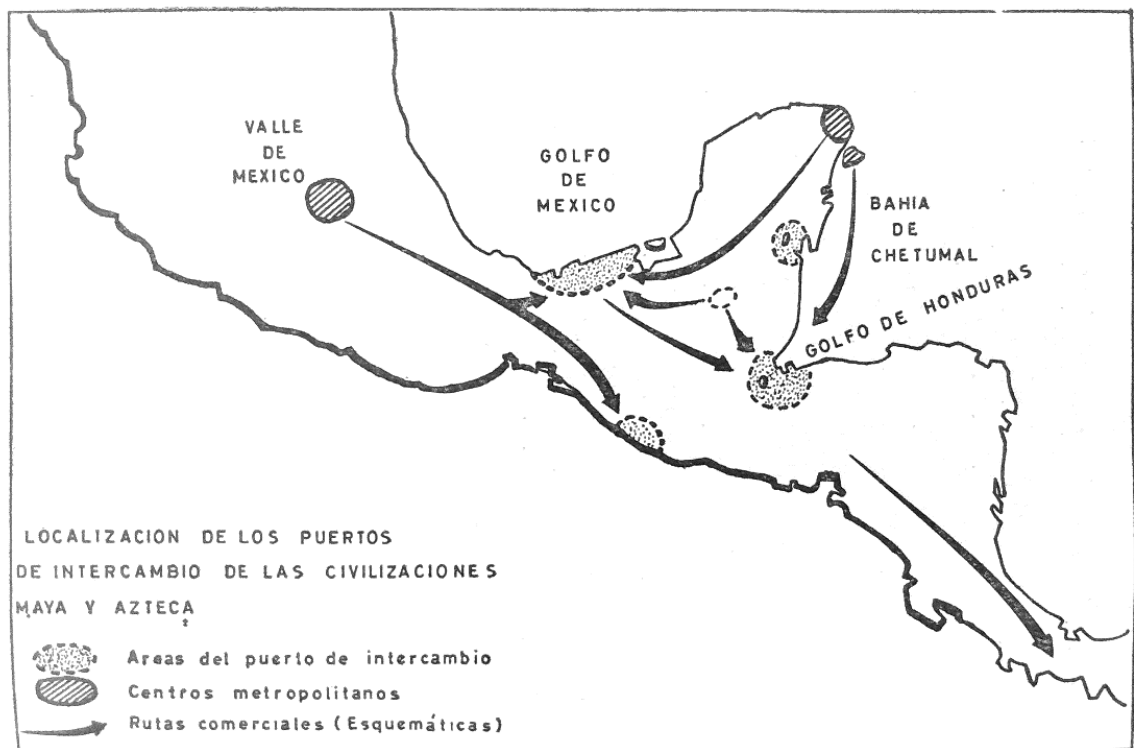 VALLE
DE
MEXICO
GOLFO
DE
MEXICO
BAHIA
DE
CHETUMAL
GOLFO DE HONDURAS
LOCALIZACION DE LOS PUERTOS
DE INTERCAMBIO DE LAS CIVILIZACIONES
MAYA Y AZTECA
Areas del puerto de intercambio
Centros metropolitanos
Rutas comerciales (Esquemáticas)